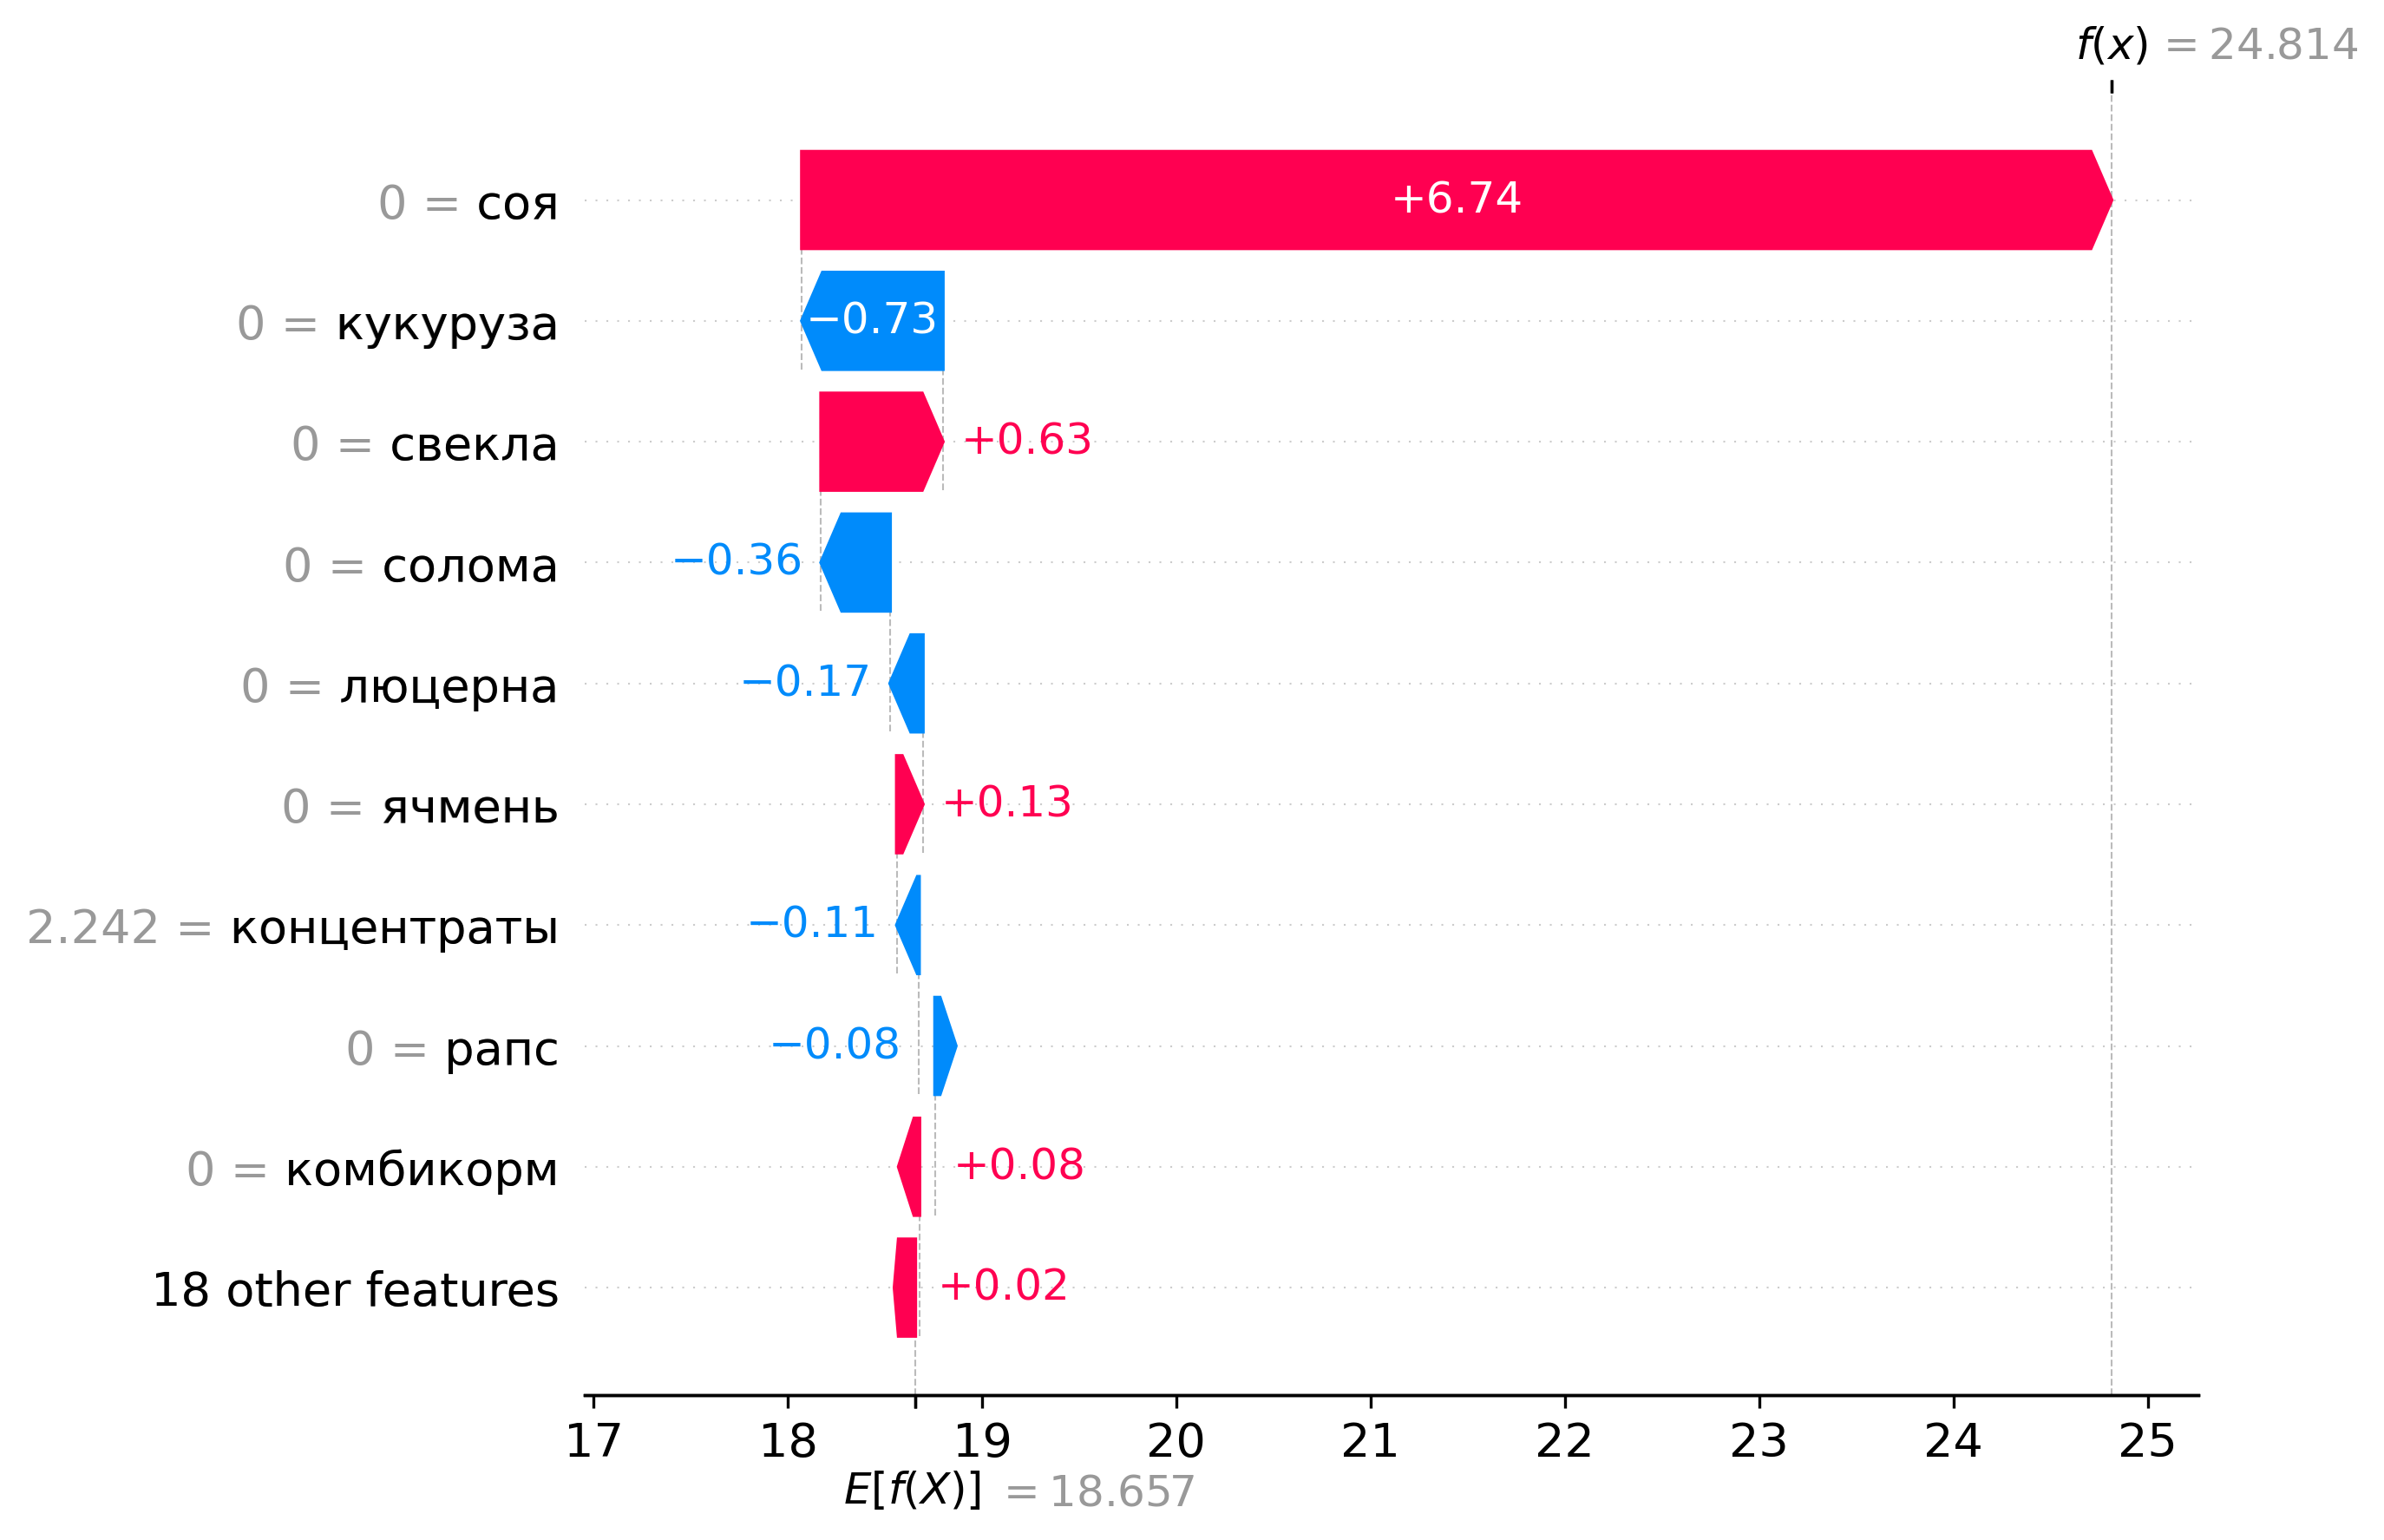 f(x) = 24.814
0 = соя
+6.74
0 = кукуруза
−0.73
0 = свекла
+0.63
0 = солома
−0.36
0 = люцерна
−0.17
0 = ячмень
+0.13
2.242 = концентраты
−0.11
0 = рапс
−0.08
0 = комбикорм
+0.08
18 other features
+0.02
17 18 19 20 21 22 23 24 25
E[f(X)] = 18.657